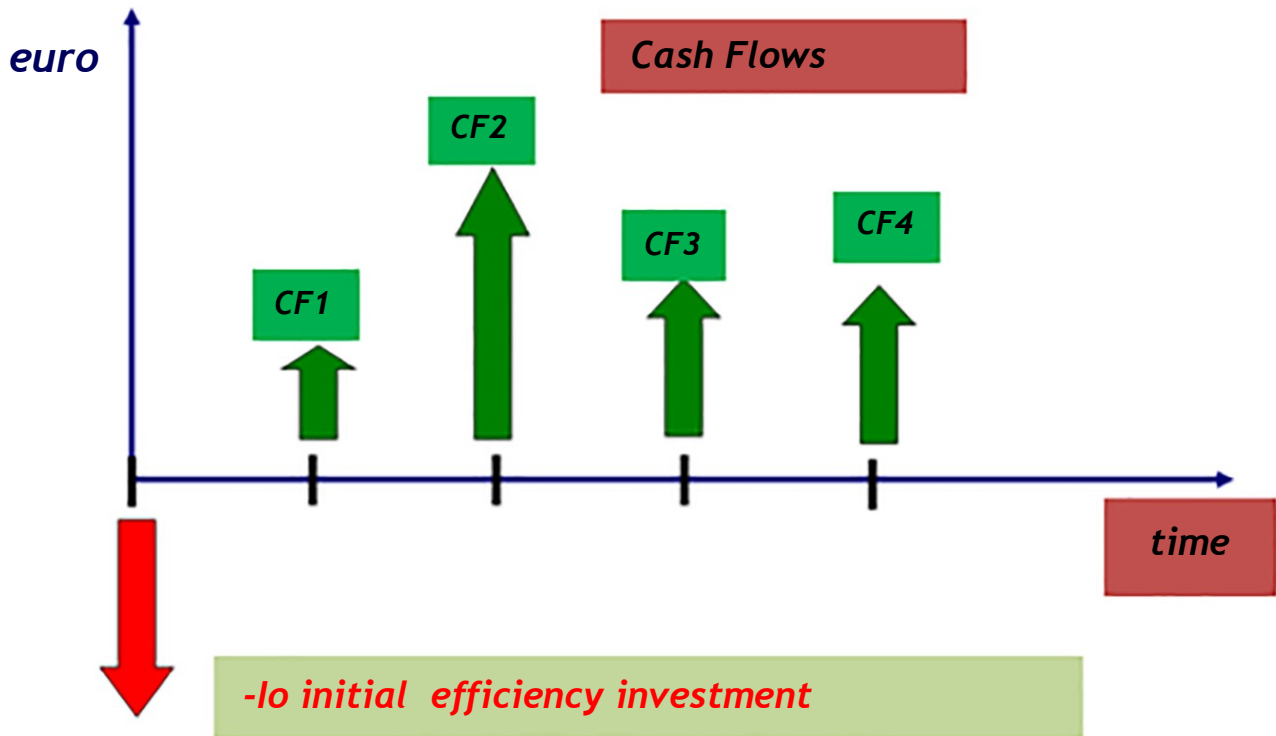 euro
Cash Flows
CF2
CF3
CF4
CF1
time
-Io initial efficiency investment